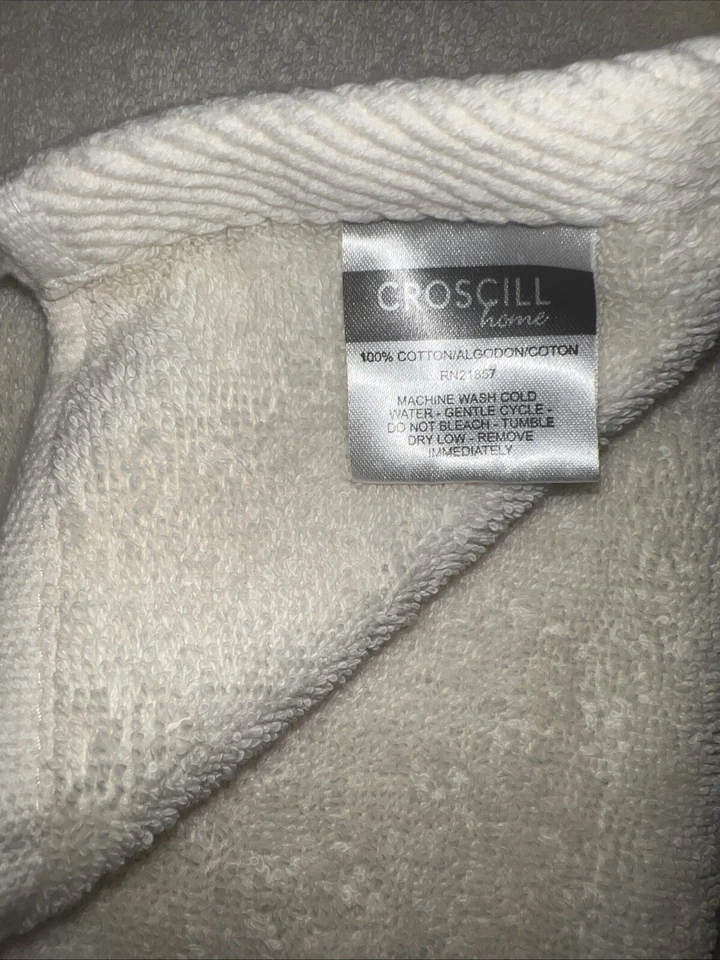 CROSCILL
home
100% COTTON/ALGODON/COTON
RN21857
MACHINE WASH COLD
WATER - GENTLE CYCLE -
DO NOT BLEACH - TUMBLE
DRY LOW - REMOVE
IMMEDIATELY